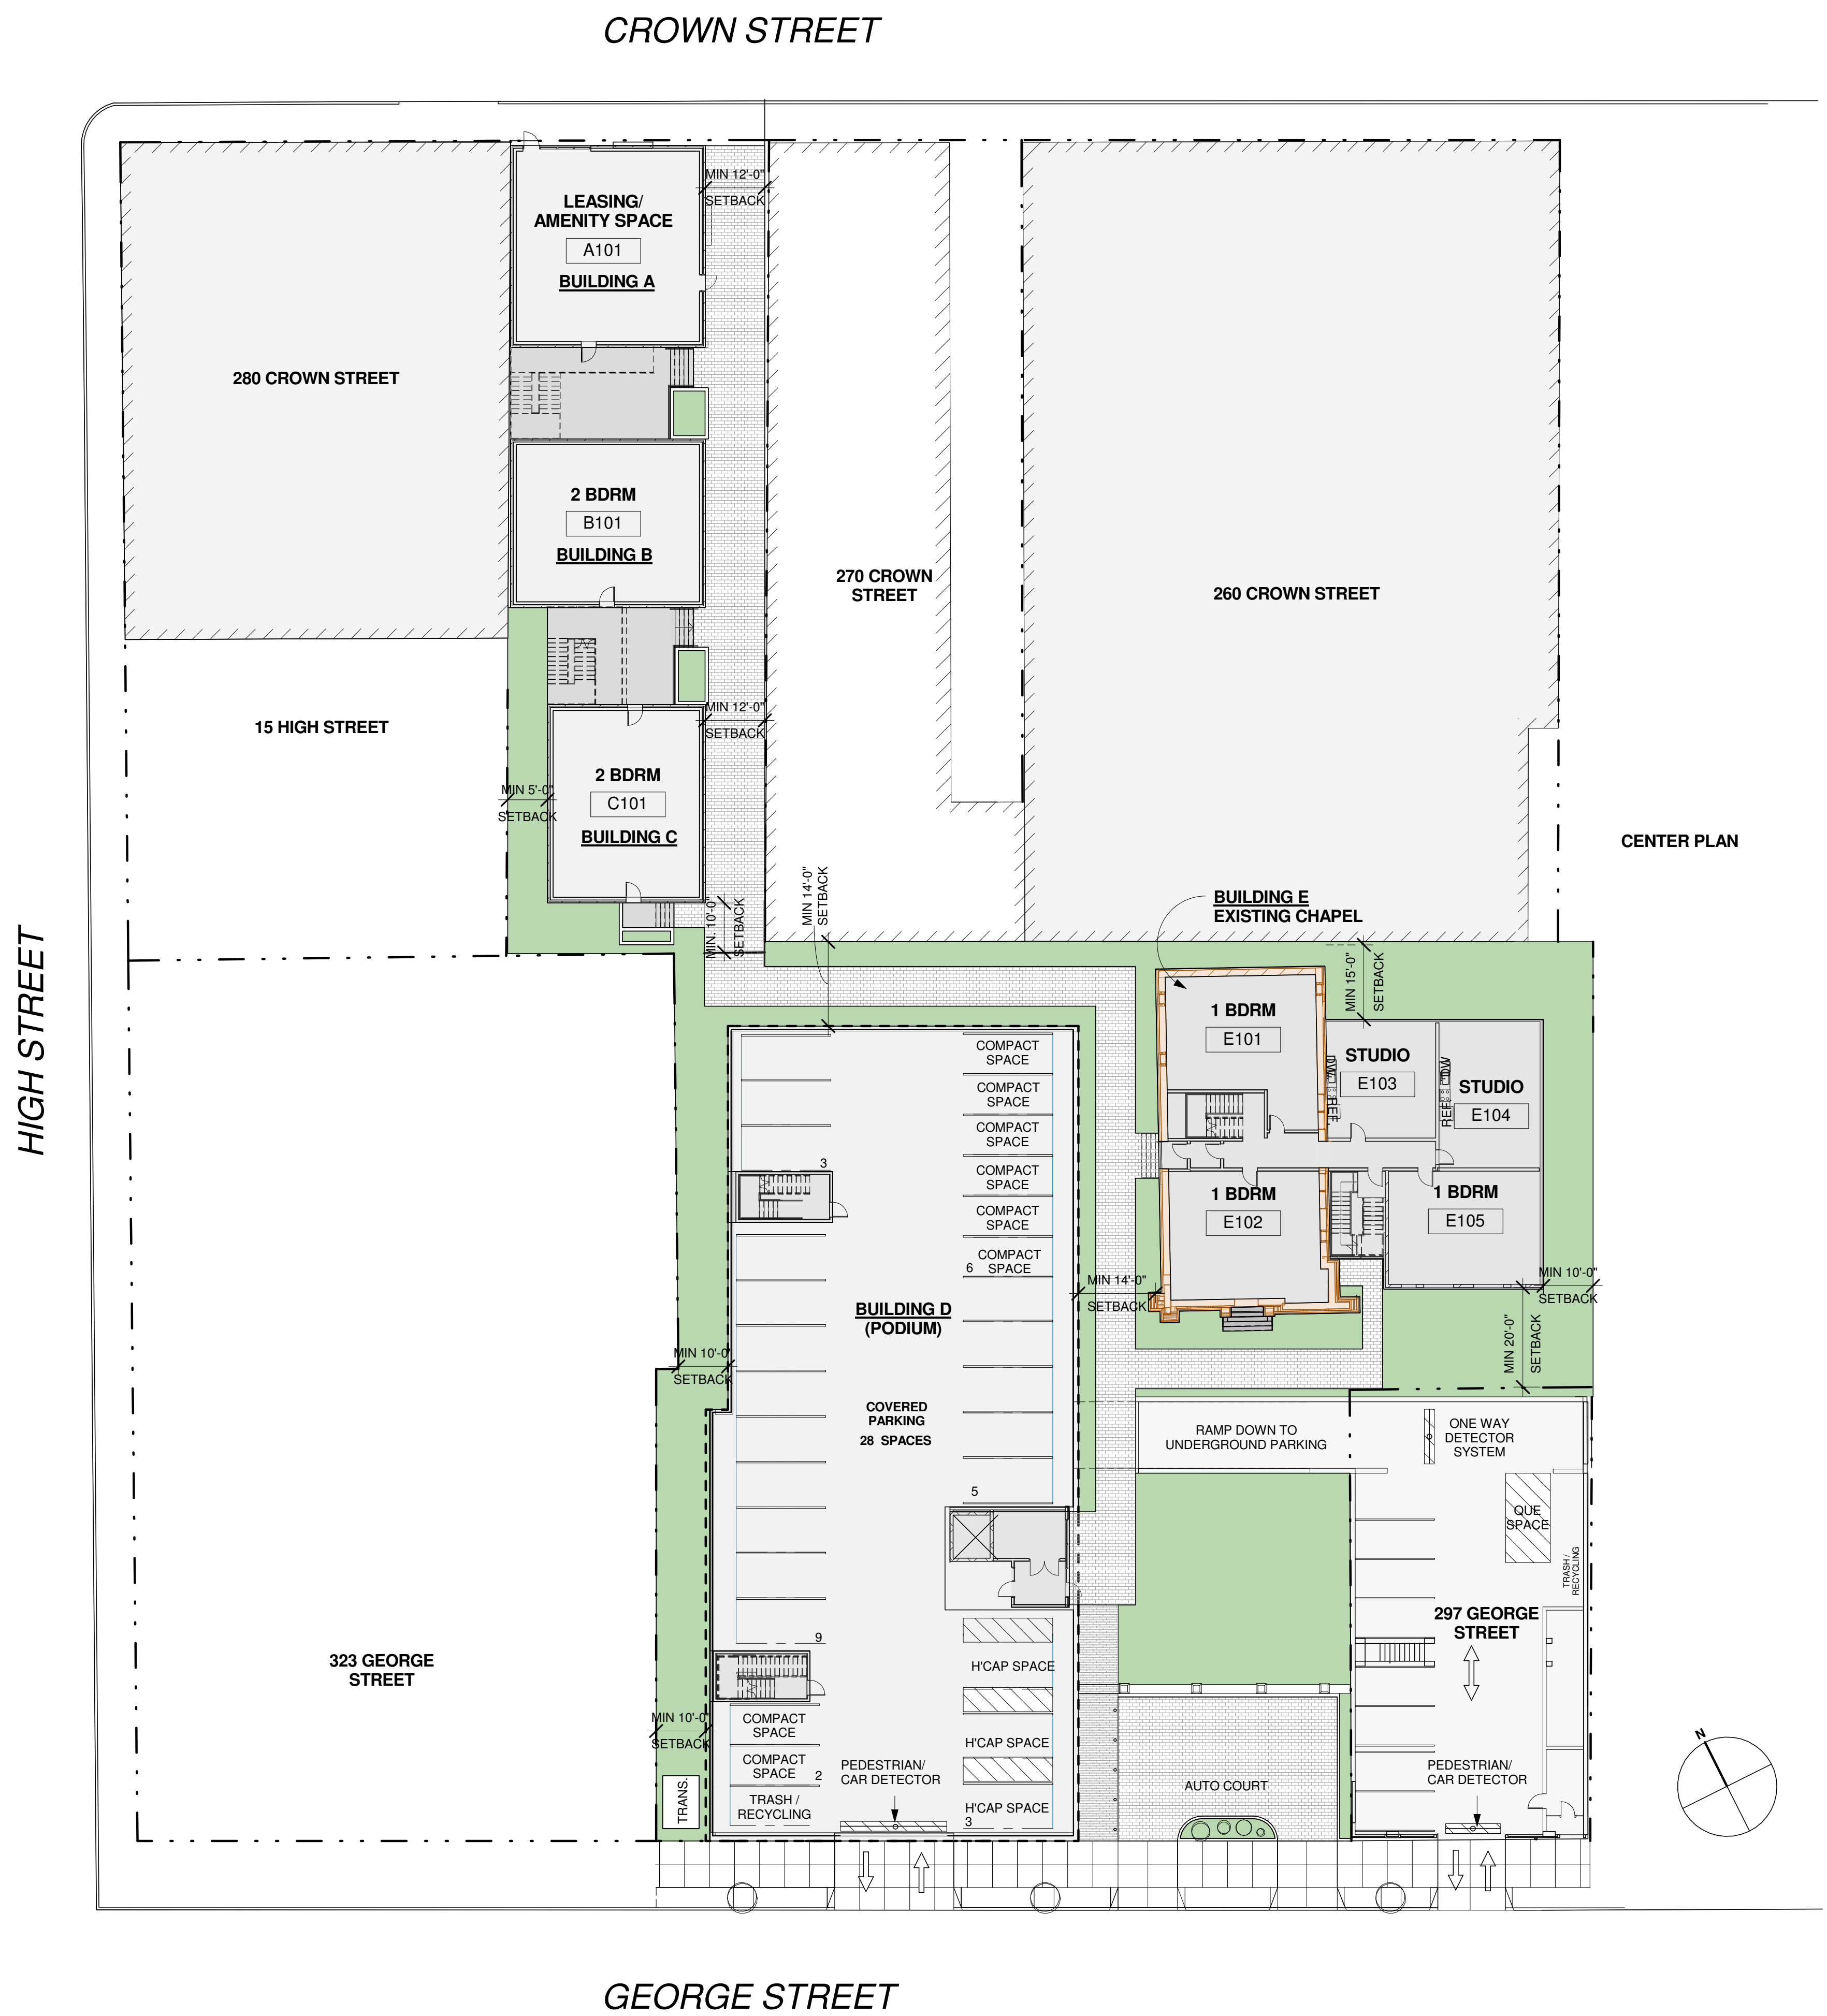 CROWN STREET
MIN 12'-0"
SETBACK
LEASING/
AMENITY SPACE
A101
BUILDING A
280 CROWN STREET
2 BDRM
B101
BUILDING B
270 CROWN
STREET
260 CROWN STREET
15 HIGH STREET
MIN 12'-0"
SETBACK
2 BDRM
C101
BUILDING C
MIN 5'-0"
SETBACK
CENTER PLAN
MIN. 10'-0"
SETBACK
MIN 14'-0"
SETBACK
BUILDING E
EXISTING CHAPEL
MIN 15'-0"
SETBACK
HIGH STREET
1 BDRM
E101
STUDIO
E103
DW
REF
STUDIO
E104
DW
REF
COMPACT
SPACE
COMPACT
SPACE
COMPACT
SPACE
COMPACT
SPACE
COMPACT
SPACE
COMPACT
SPACE
6
3
1 BDRM
E102
1 BDRM
E105
MIN 14'-0"
SETBACK
MIN 10'-0"
SETBACK
MIN 20'-0"
SETBACK
BUILDING D
(PODIUM)
MIN 10'-0"
SETBACK
COVERED
PARKING
28 SPACES
RAMP DOWN TO
UNDERGROUND PARKING
ONE WAY
DETECTOR
SYSTEM
5
QUE
SPACE
TRASH /
RECYCLING
297 GEORGE
STREET
9
323 GEORGE
STREET
H'CAP SPACE
MIN 10'-0"
SETBACK
COMPACT
SPACE
COMPACT
SPACE
2
H'CAP SPACE
PEDESTRIAN/
CAR DETECTOR
TRANS.
TRASH /
RECYCLING
H'CAP SPACE
3
AUTO COURT
PEDESTRIAN/
CAR DETECTOR
N
GEORGE STREET